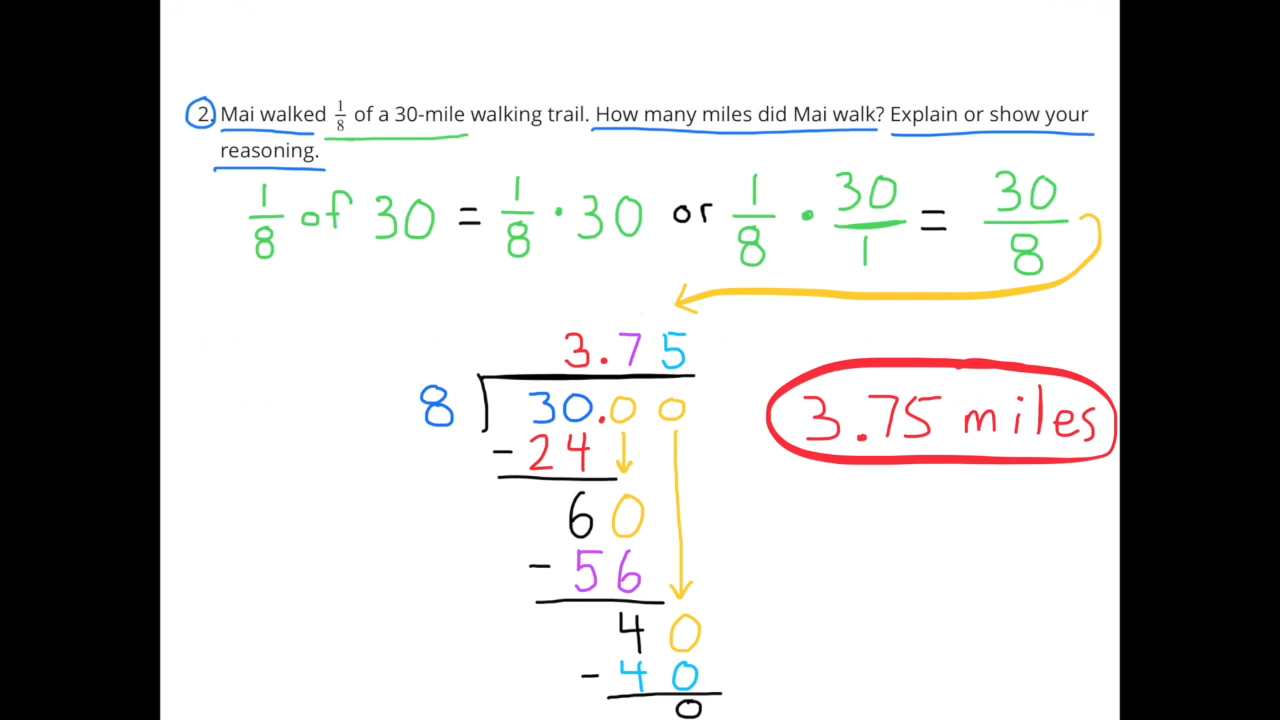 2. Mai walked 1/8 of a 30-mile walking trail. How many miles did Mai walk? Explain or show your
reasoning.
1/8 of 30 = 1/8 · 30 or 1/8 · 30/1 = 30/8
3.75
8 30.00
3.75 miles
- 24
60
- 56
40
- 40
0